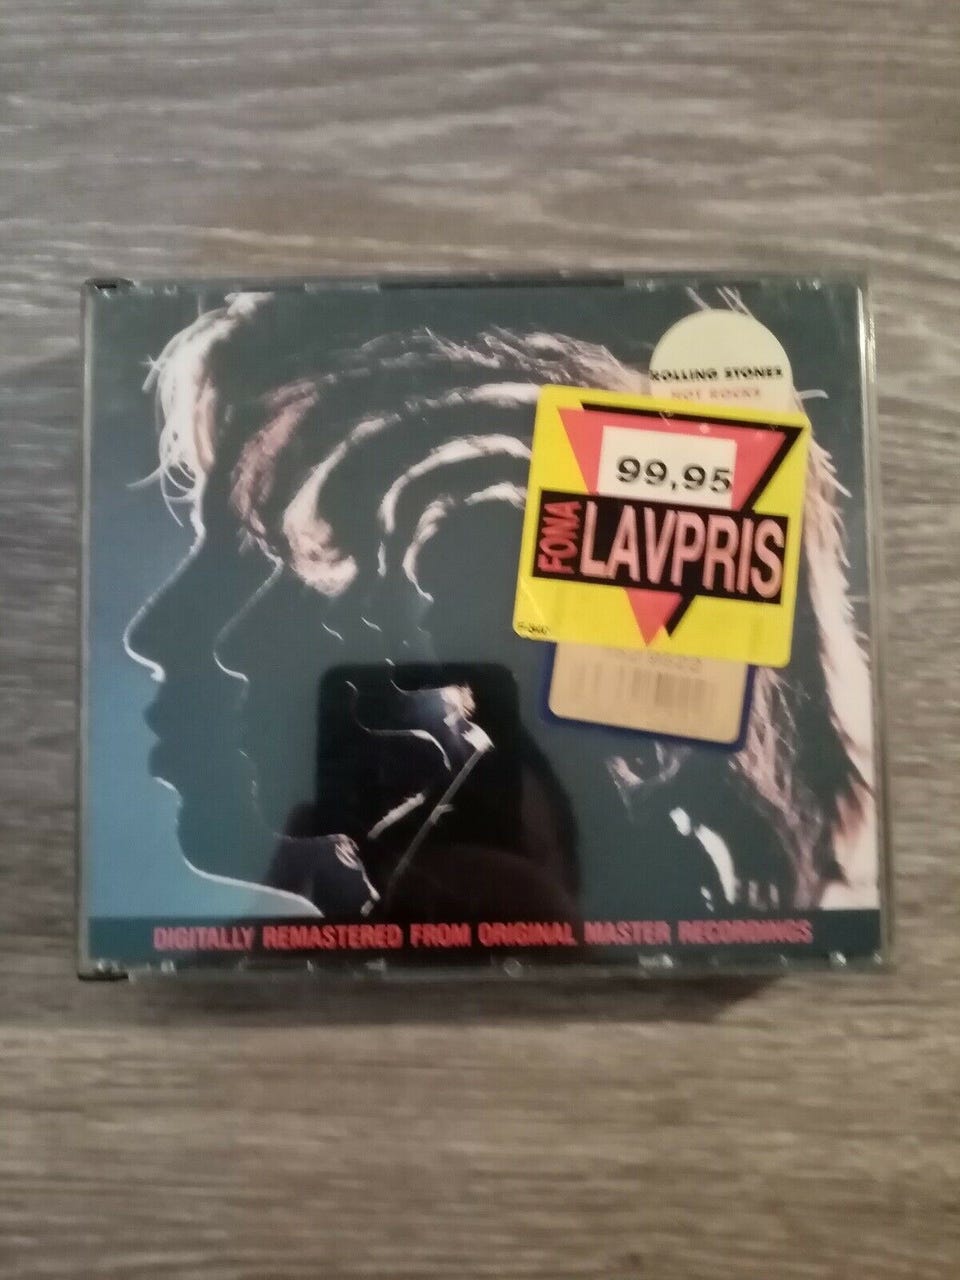 ROLLING STONES
HOT ROCKS
99,95
FONA
LAVPRIS
DIGITALLY REMASTERED FROM ORIGINAL MASTER RECORDINGS